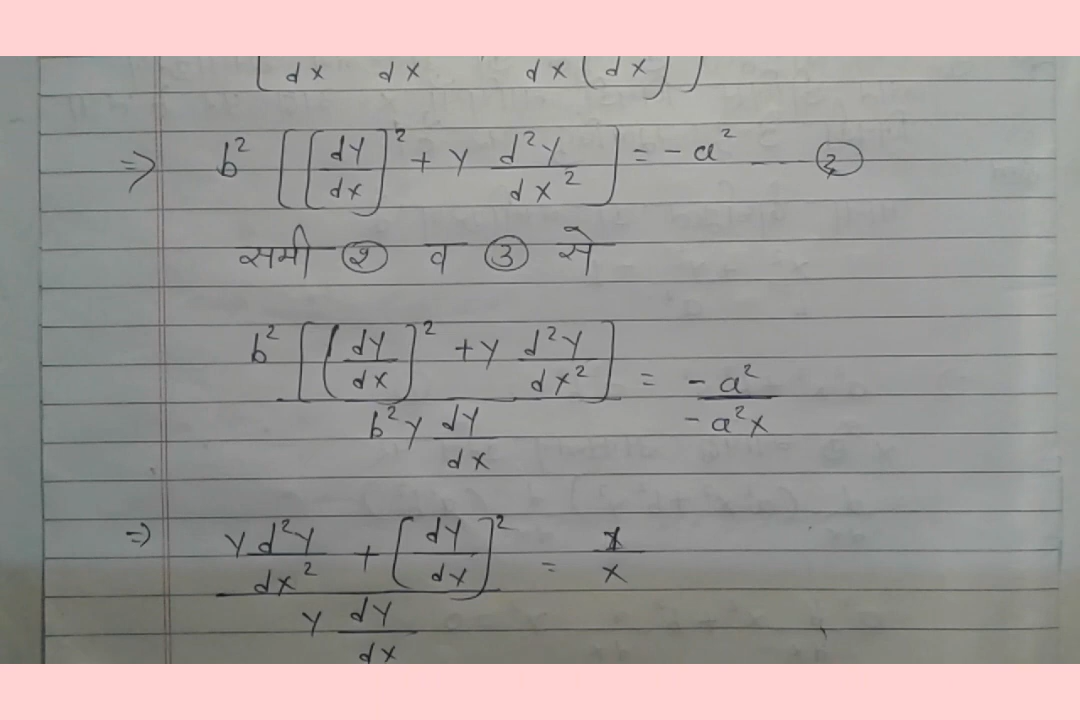 [ dx dx dx (dx)]
⇒ b² [(dy/dx)² + y d²y/dx²] = -a² — ③
समी ② व ③ से
b² [(dy/dx)² + y d²y/dx²] / b²y dy/dx = -a² / -a²x
⇒ (y d²y/dx² + [dy/dx]²) / y dy/dx = 1/x